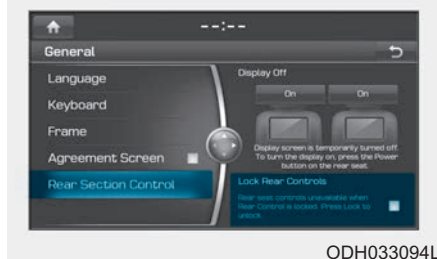 --:--
General
Language
Keyboard
Frame
Agreement Screen
Rear Section Control
Display Off
On
On
Display screen is temporarily turned off.
To turn the display on, press the Power
button on the rear seat.
Lock Rear Controls
Rear seat controls unavailable when
Rear Control is locked. Press Lock to
unlock.
ODH033094L